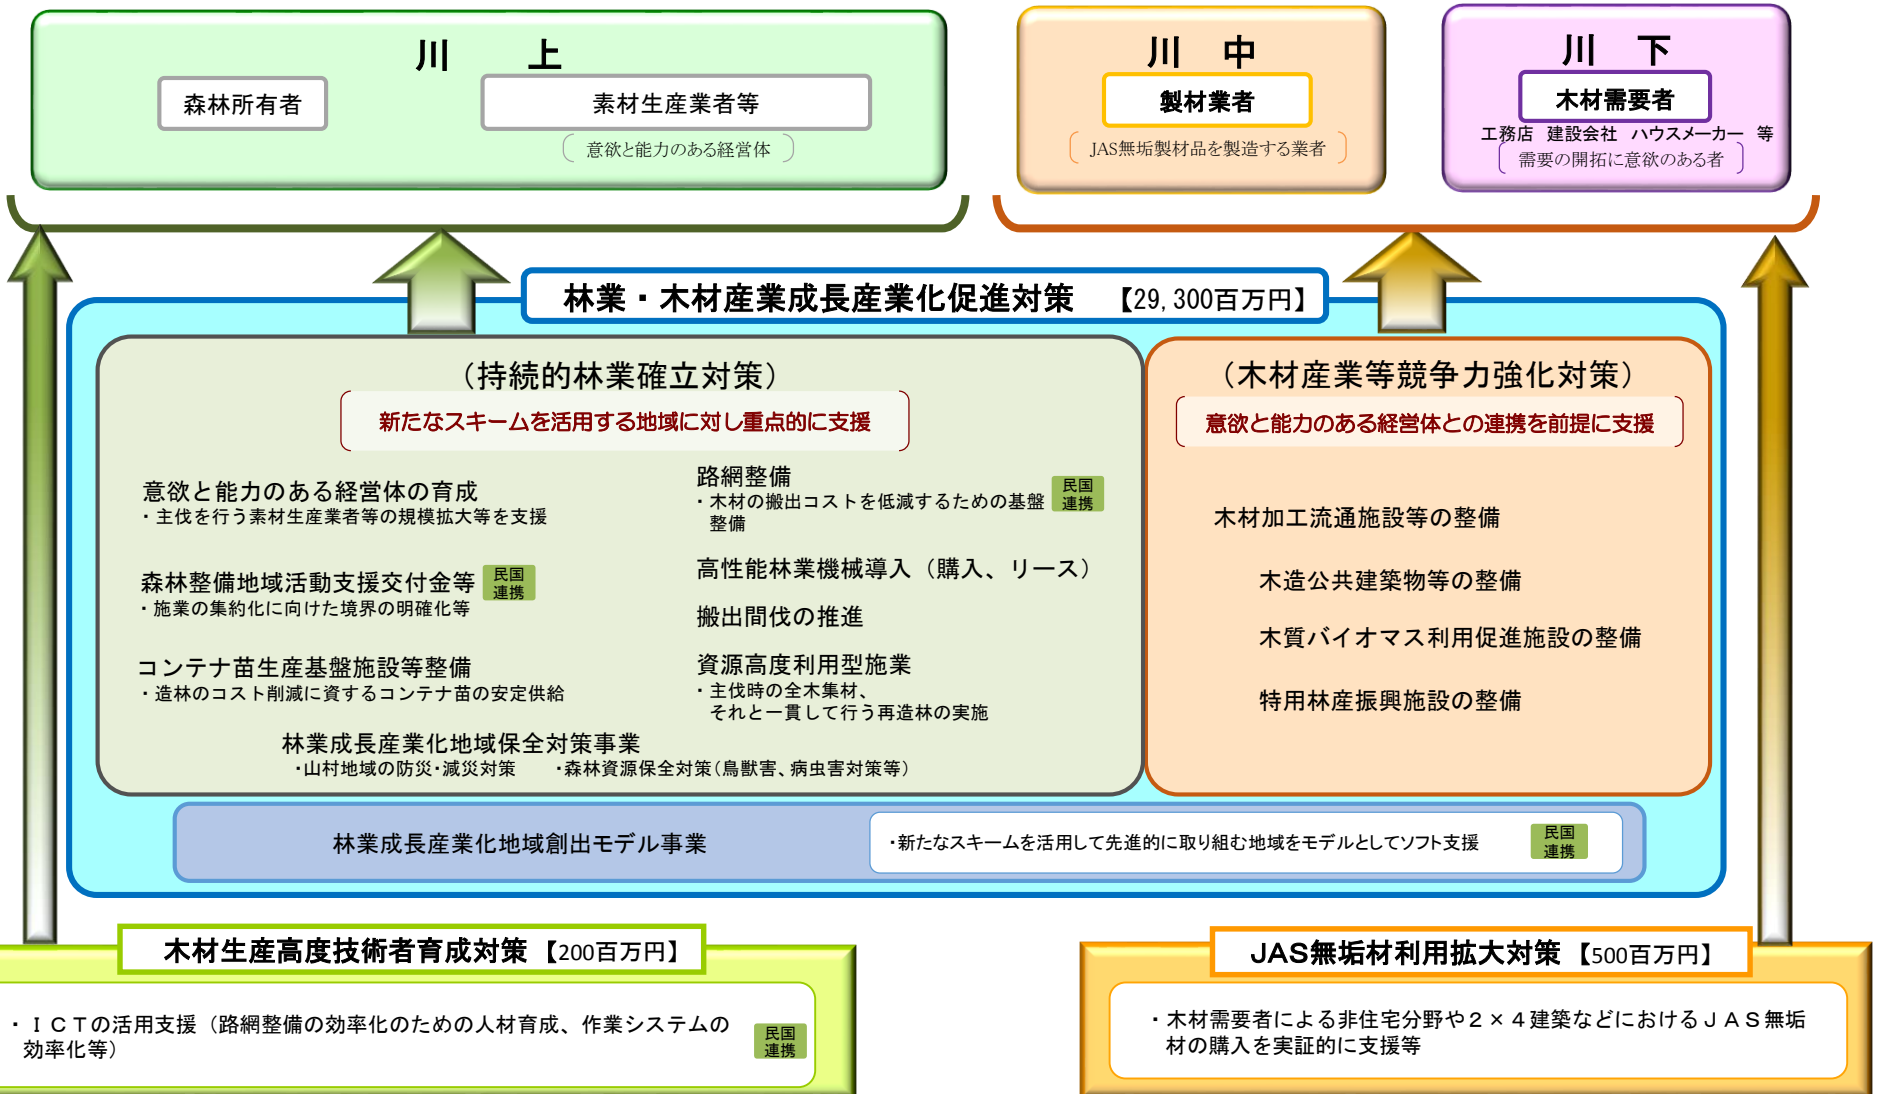 川　　上
森林所有者
素材生産業者等
意欲と能力のある経営体
川　中
製材業者
JAS無垢製材品を製造する業者
川　下
木材需要者
工務店　建設会社　ハウスメーカー　等
需要の開拓に意欲のある者
林業・木材産業成長産業化促進対策　【29,300百万円】
（持続的林業確立対策）
新たなスキームを活用する地域に対し重点的に支援
意欲と能力のある経営体の育成
・主伐を行う素材生産業者等の規模拡大等を支援
森林整備地域活動支援交付金等
民国
連携
・施業の集約化に向けた境界の明確化等
コンテナ苗生産基盤施設等整備
・造林のコスト削減に資するコンテナ苗の安定供給
路網整備
・木材の搬出コストを低減するための基盤
整備
民国
連携
高性能林業機械導入（購入、リース）
搬出間伐の推進
資源高度利用型施業
・主伐時の全木集材、
それと一貫して行う再造林の実施
林業成長産業化地域保全対策事業
・山村地域の防災・減災対策　　・森林資源保全対策（鳥獣害、病虫害対策等）
（木材産業等競争力強化対策）
意欲と能力のある経営体との連携を前提に支援
木材加工流通施設等の整備
木造公共建築物等の整備
木質バイオマス利用促進施設の整備
特用林産振興施設の整備
林業成長産業化地域創出モデル事業
・新たなスキームを活用して先進的に取り組む地域をモデルとしてソフト支援
民国
連携
木材生産高度技術者育成対策【200百万円】
・ＩＣＴの活用支援（路網整備の効率化のための人材育成、作業システムの
効率化等）
民国
連携
JAS無垢材利用拡大対策【500百万円】
・木材需要者による非住宅分野や２×４建築などにおけるＪＡＳ無垢
材の購入を実証的に支援等